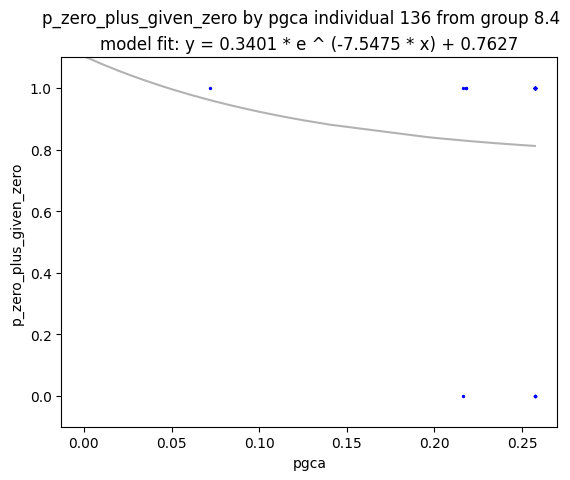 p_zero_plus_given_zero by pgca individual 136 from group 8.4
model fit: y = 0.3401 * e ^ (-7.5475 * x) + 0.7627
1.0
0.8
0.6
0.4
0.2
0.0
p_zero_plus_given_zero
0.00 0.05 0.10 0.15 0.20 0.25
pgca